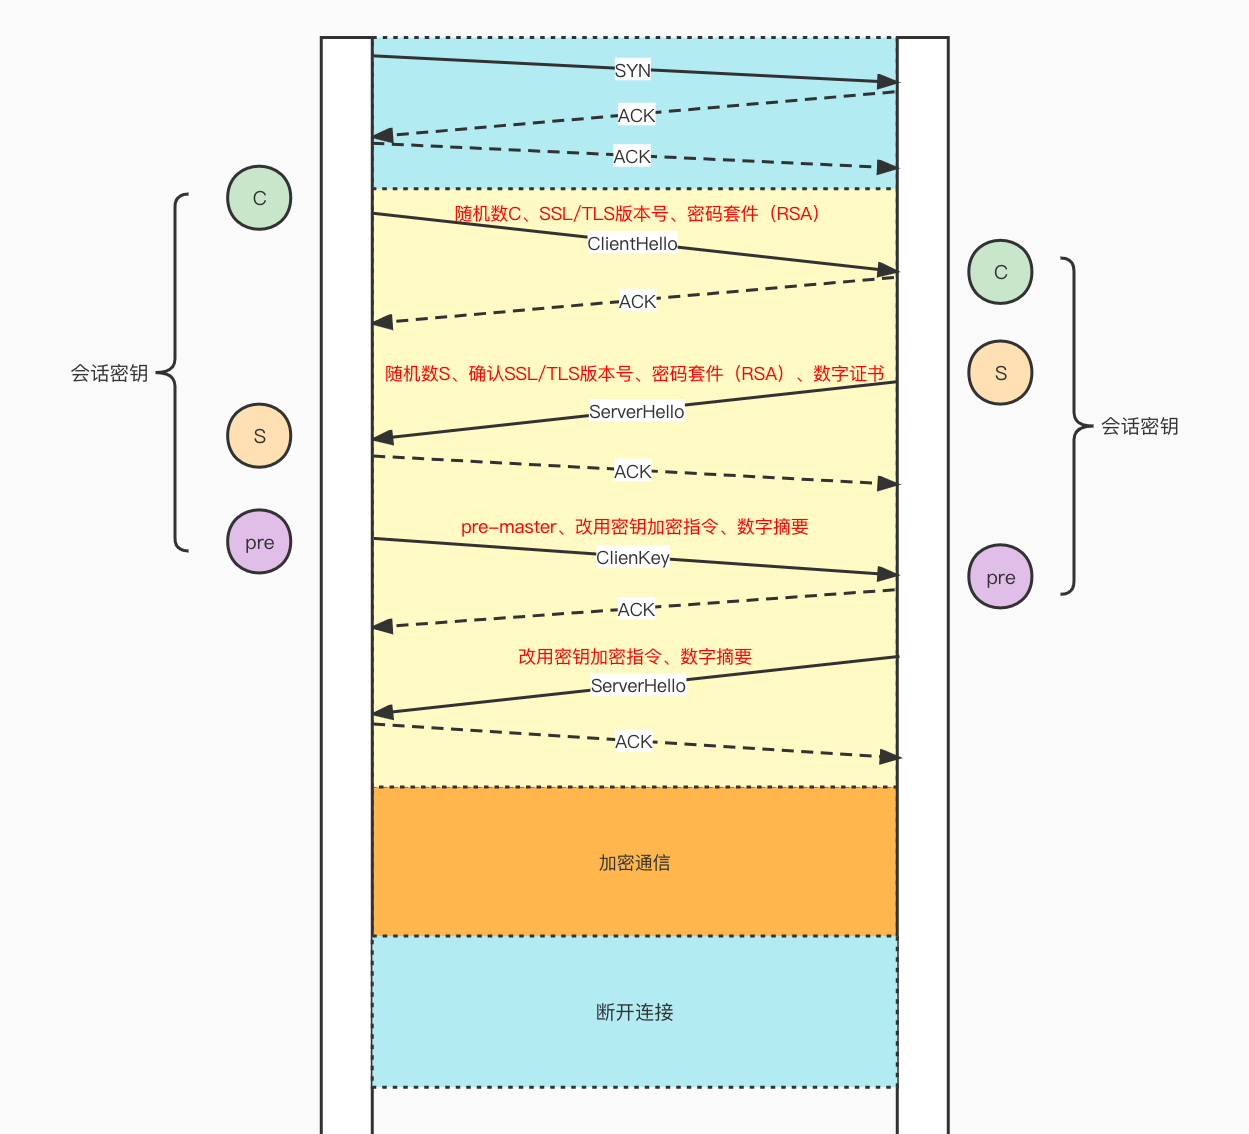 SYN
ACK
ACK
C
随机数C、SSL/TLS版本号、密码套件（RSA）
ClientHello
C
ACK
会话密钥
随机数S、确认SSL/TLS版本号、密码套件（RSA）、数字证书
S
ServerHello
会话密钥
S
ACK
pre-master、改用密钥加密指令、数字摘要
pre
ClienKey
pre
ACK
改用密钥加密指令、数字摘要
ServerHello
ACK
加密通信
断开连接